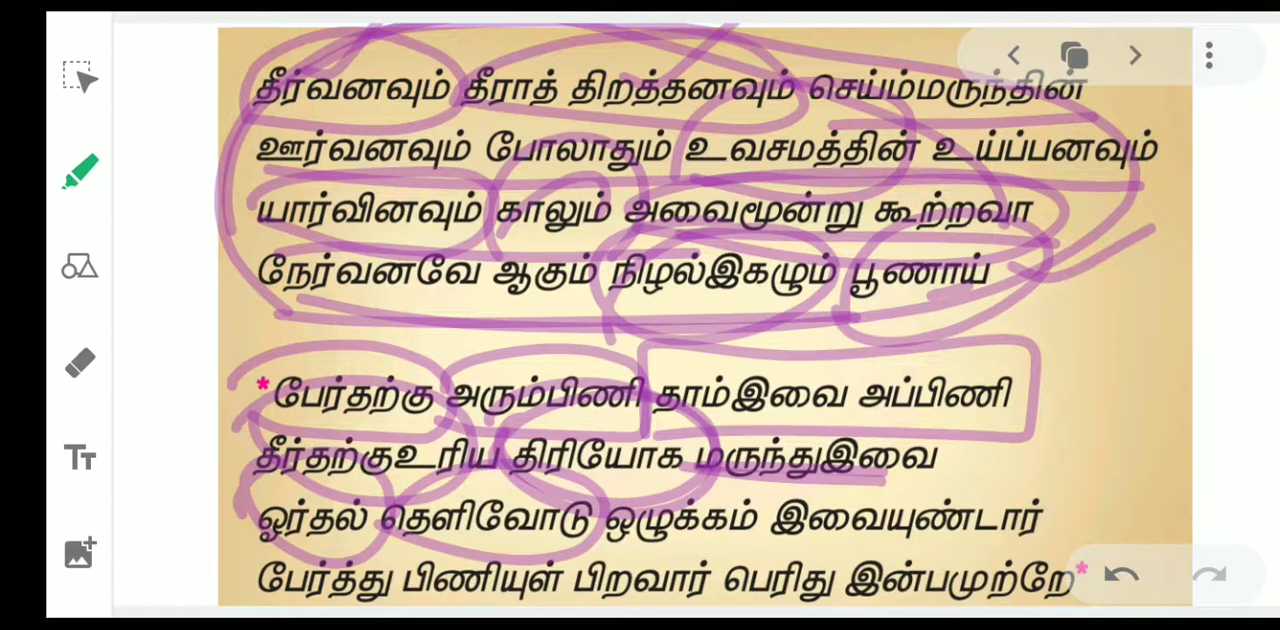 தீர்வனவும் தீராத் திறத்தனவும் செய்ம்மருந்தின்
ஊர்வனவும் போலாதும் உவசமத்தின் உய்ப்பனவும்
யார்வினவும் காலும் அவைமூன்று கூற்றவா
நேர்வனவே ஆகும் நிழல்இகழும் பூணாய்
*பேர்தற்கு அரும்பிணி தாம்இவை அப்பிணி
தீர்தற்குஉரிய திரியோக மருந்துஇவை
ஓர்தல் தெளிவோடு ஒழுக்கம் இவையுண்டார்
பேர்த்து பிணியுள் பிறவார் பெரிது இன்பமுற்றே*
TT